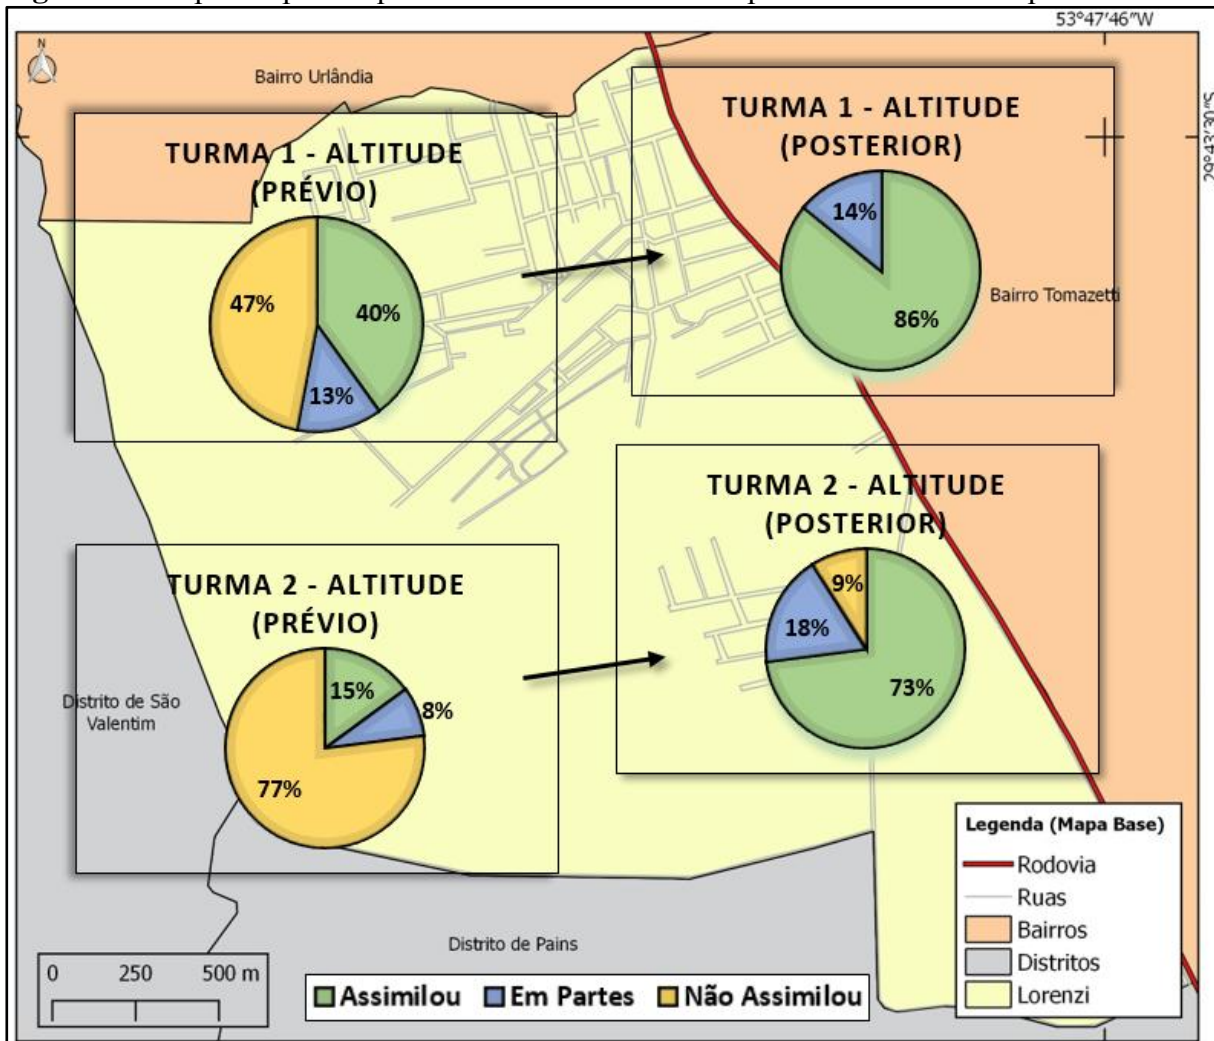 53°47'46"W
N
Bairro Urlândia
29°43'30"S
TURMA 1 - ALTITUDE
(PRÉVIO)
47%
40%
13%
TURMA 1 - ALTITUDE
(POSTERIOR)
14%
86%
Bairro Tomazetti
TURMA 2 - ALTITUDE
(PRÉVIO)
15%
8%
77%
TURMA 2 - ALTITUDE
(POSTERIOR)
9%
18%
73%
Distrito de São
Valentim
Distrito de Pains
0 250 500 m
Assimilou Em Partes Não Assimilou
Legenda (Mapa Base)
Rodovia
Ruas
Bairros
Distritos
Lorenzi